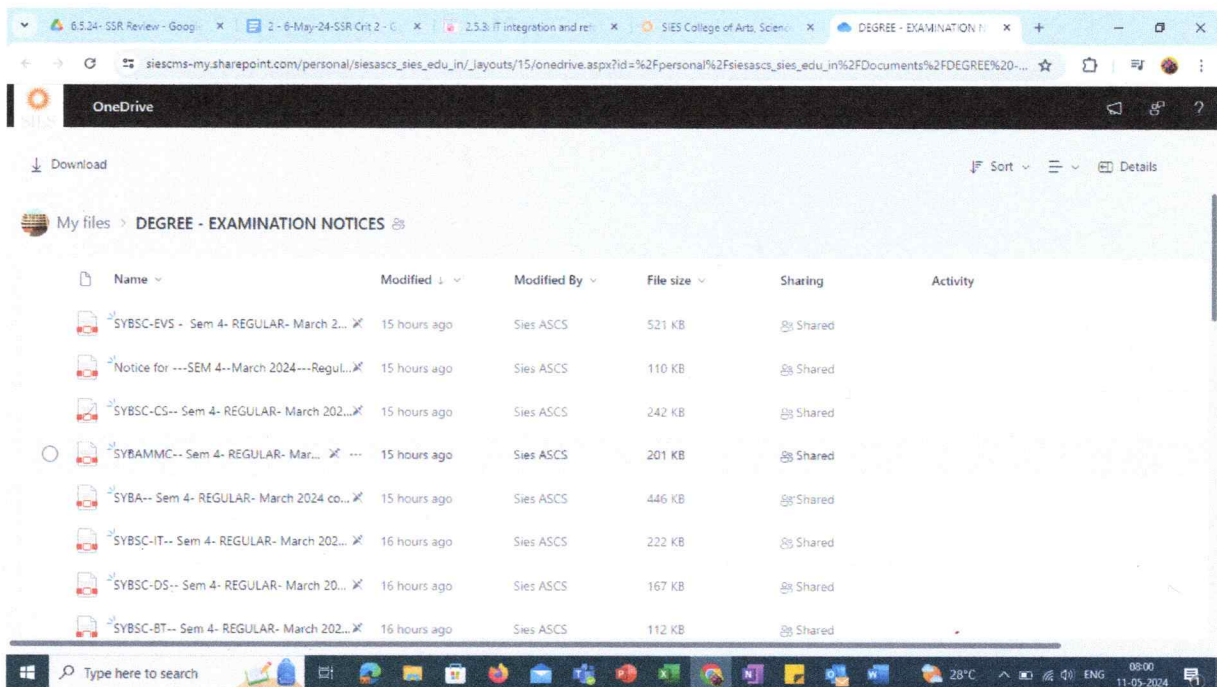 6.5.24- SSR Review - Googl
2 - 6-May-24-SSR Crit 2 - G
2.5.3: IT integration and ref
SIES College of Arts, Scienc
DEGREE - EXAMINATION N
siescms-my.sharepoint.com/personal/siesascs_sies_edu_in/_layouts/15/onedrive.aspx?id=%2Fpersonal%2Fsiesascs_sies_edu_in%2FDocuments%2FDEGREE%20-...
SIES
OneDrive
Download
Sort
Details
My files > DEGREE - EXAMINATION NOTICES
Name Modified Modified By File size Sharing Activity
SYBSC-EVS - Sem 4- REGULAR- March 2... 15 hours ago Sies ASCS 521 KB Shared
Notice for ---SEM 4--March 2024---Regul... 15 hours ago Sies ASCS 110 KB Shared
SYBSC-CS-- Sem 4- REGULAR- March 202... 15 hours ago Sies ASCS 242 KB Shared
SYBAMMC-- Sem 4- REGULAR- Mar... 15 hours ago Sies ASCS 201 KB Shared
SYBA-- Sem 4- REGULAR- March 2024 co... 15 hours ago Sies ASCS 446 KB Shared
SYBSC-IT-- Sem 4- REGULAR- March 202... 16 hours ago Sies ASCS 222 KB Shared
SYBSC-DS-- Sem 4- REGULAR- March 20... 16 hours ago Sies ASCS 167 KB Shared
SYBSC-BT-- Sem 4- REGULAR- March 202... 16 hours ago Sies ASCS 112 KB Shared
Type here to search
28°C
ENG
08:00
11-05-2024